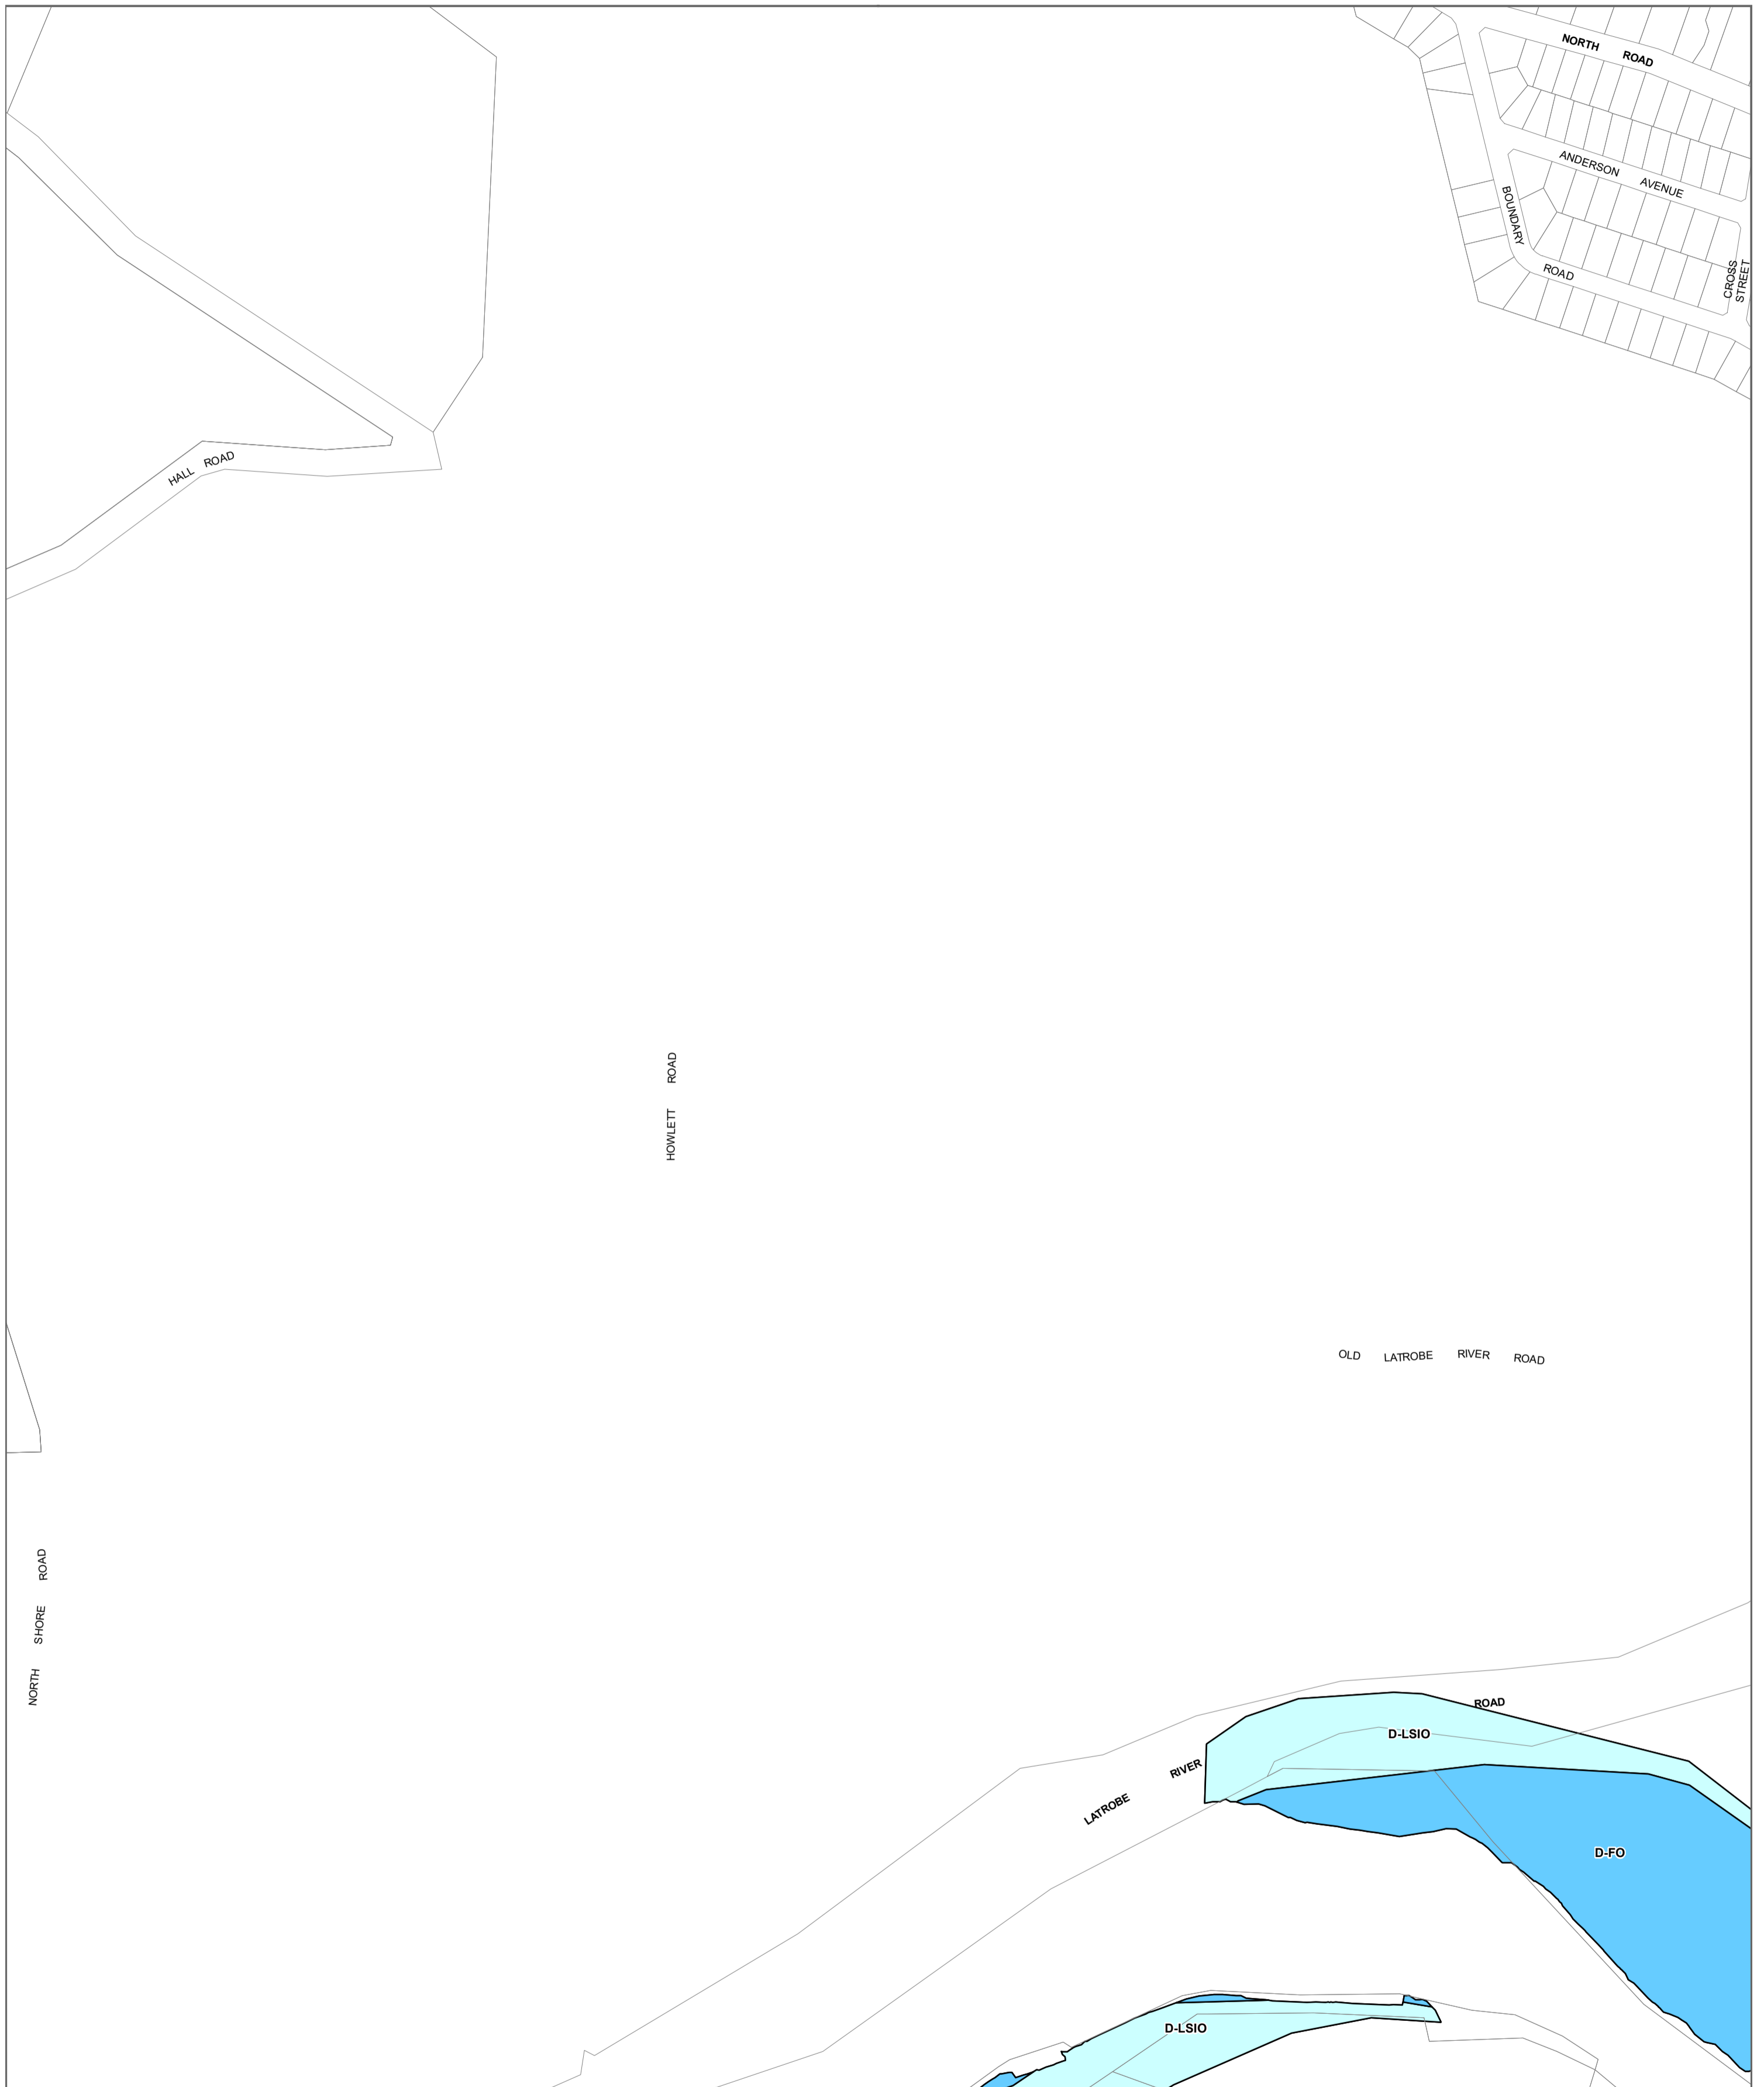 NORTH ROAD
ANDERSON AVENUE
BOUNDARY ROAD
CROSS STREET
HALL ROAD
HOWLETT ROAD
OLD LATROBE RIVER ROAD
NORTH SHORE ROAD
LATROBE RIVER ROAD
D-LSIO
D-FO
D-LSIO